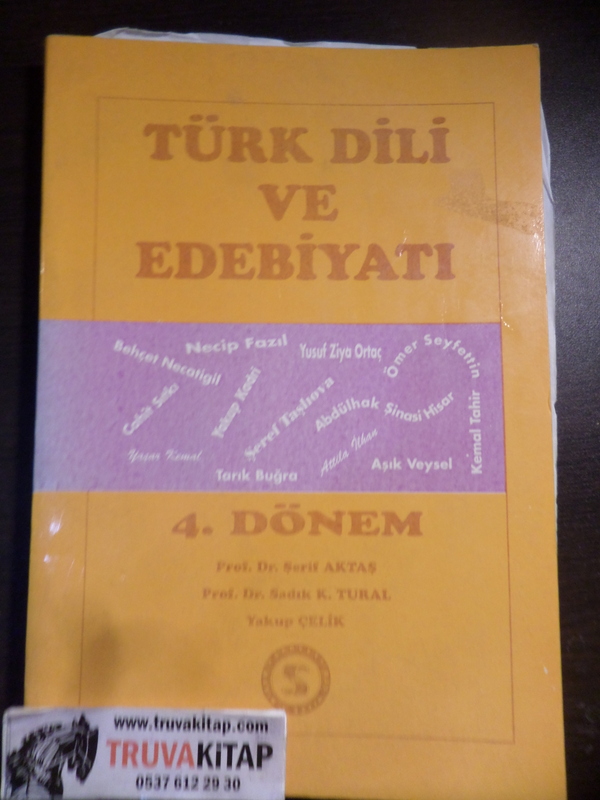 TÜRK DİLİ
VE
EDEBİYATI
Behçet Necatigil
Necip Fazıl
Yusuf Ziya Ortaç
Ömer Seyfettin
Cahit Sıtkı
Yakup Kadri
Şeref Taşlıova
Abdülhak Şinasi Hisar
Kemal Tahir
Yaşar Kemal
Tarık Buğra
Attila İlhan
Aşık Veysel
4. DÖNEM
Prof. Dr. Şerif AKTAŞ
Prof. Dr. Sadık K. TURAL
Yakup ÇELİK
www.truvakitap.com
TRUVAKİTAP
0537 612 29 30